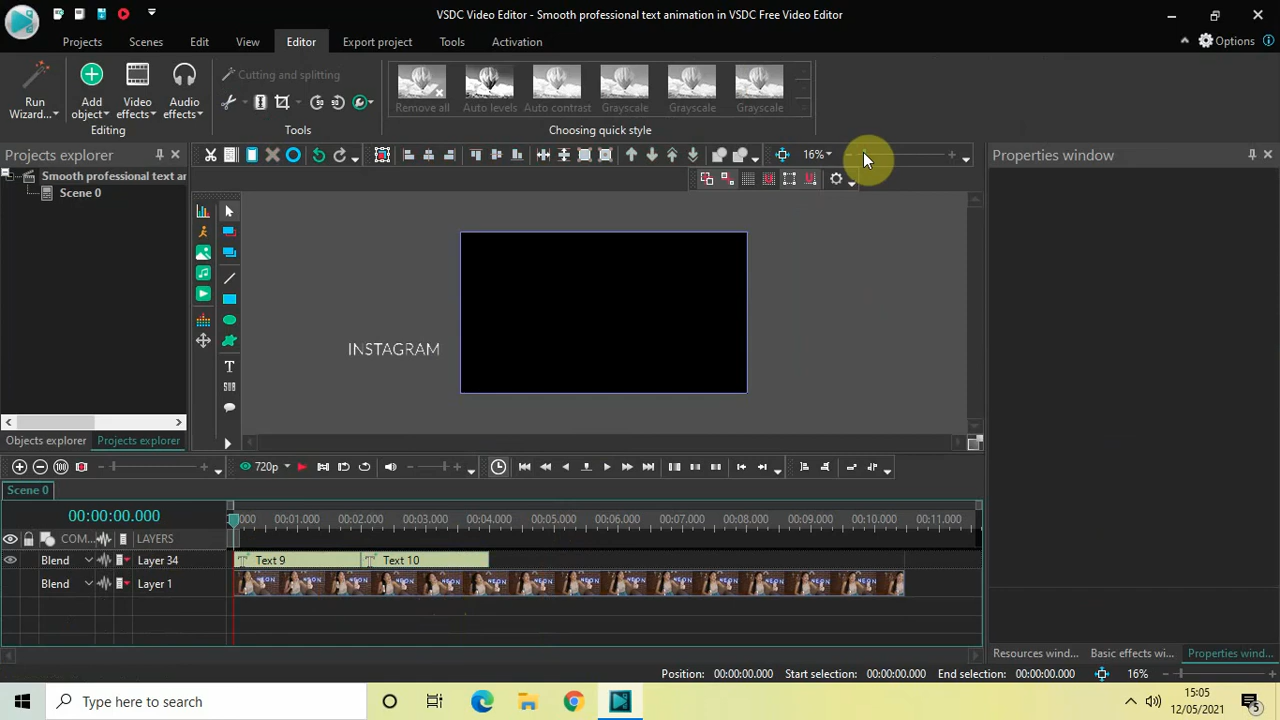 VSDC Video Editor - Smooth professional text animation in VSDC Free Video Editor
Projects Scenes Edit View Editor Export project Tools Activation Options
Run Wizard...
Add object
Video effects
Audio effects
Editing
Cutting and splitting
Tools
Remove all Auto levels Auto contrast Grayscale Grayscale Grayscale
Choosing quick style
Projects explorer
16%
Properties window
Smooth professional text an
Scene 0
T
SUB
INSTAGRAM
Objects explorer Projects explorer
720p
Scene 0
00:00:00.000
000 00:01.000 00:02.000 00:03.000 00:04.000 00:05.000 00:06.000 00:07.000 00:08.000 00:09.000 00:10.000 00:11.000
COM... LAYERS
Blend Layer 34 Text 9 Text 10
Blend Layer 1
Resources wind... Basic effects wi... Properties wind...
Position: 00:00:00.000 Start selection: 00:00:00.000 End selection: 00:00:00.000 16%
Type here to search
15:05
12/05/2021
5